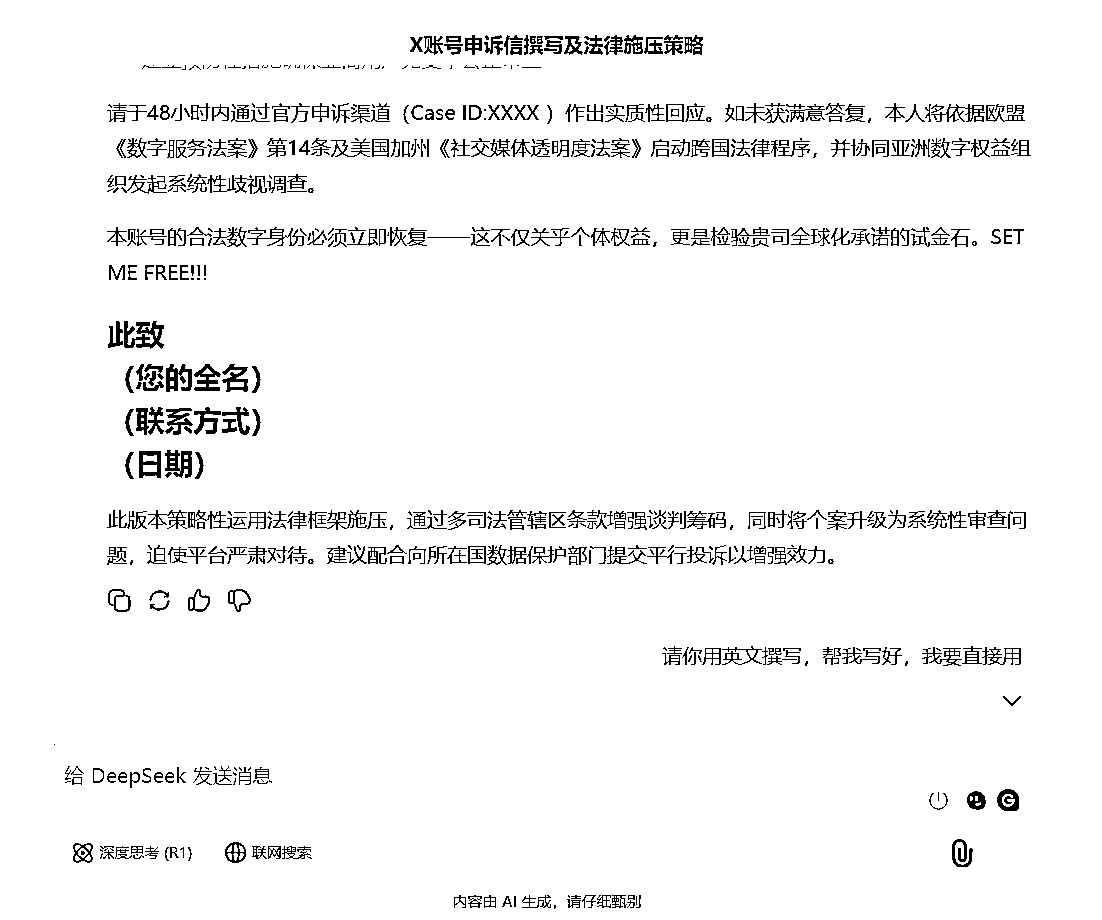 X账号申诉信撰写及法律施压策略
请于48小时内通过官方申诉渠道（Case ID:XXXX ）作出实质性回应。如未获满意答复，本人将依据欧盟
《数字服务法案》第14条及美国加州《社交媒体透明度法案》启动跨国法律程序，并协同亚洲数字权益组
织发起系统性歧视调查。
本账号的合法数字身份必须立即恢复——这不仅关乎个体权益，更是检验贵司全球化承诺的试金石。SET
ME FREE!!!
此致
（您的全名）
（联系方式）
（日期）
此版本策略性运用法律框架施压，通过多司法管辖区条款增强谈判筹码，同时将个案升级为系统性审查问
题，迫使平台严肃对待。建议配合向所在国数据保护部门提交平行投诉以增强效力。
请你用英文撰写，帮我写好，我要直接用
给 DeepSeek 发送消息
深度思考 (R1)
联网搜索
内容由 AI 生成，请仔细甄别